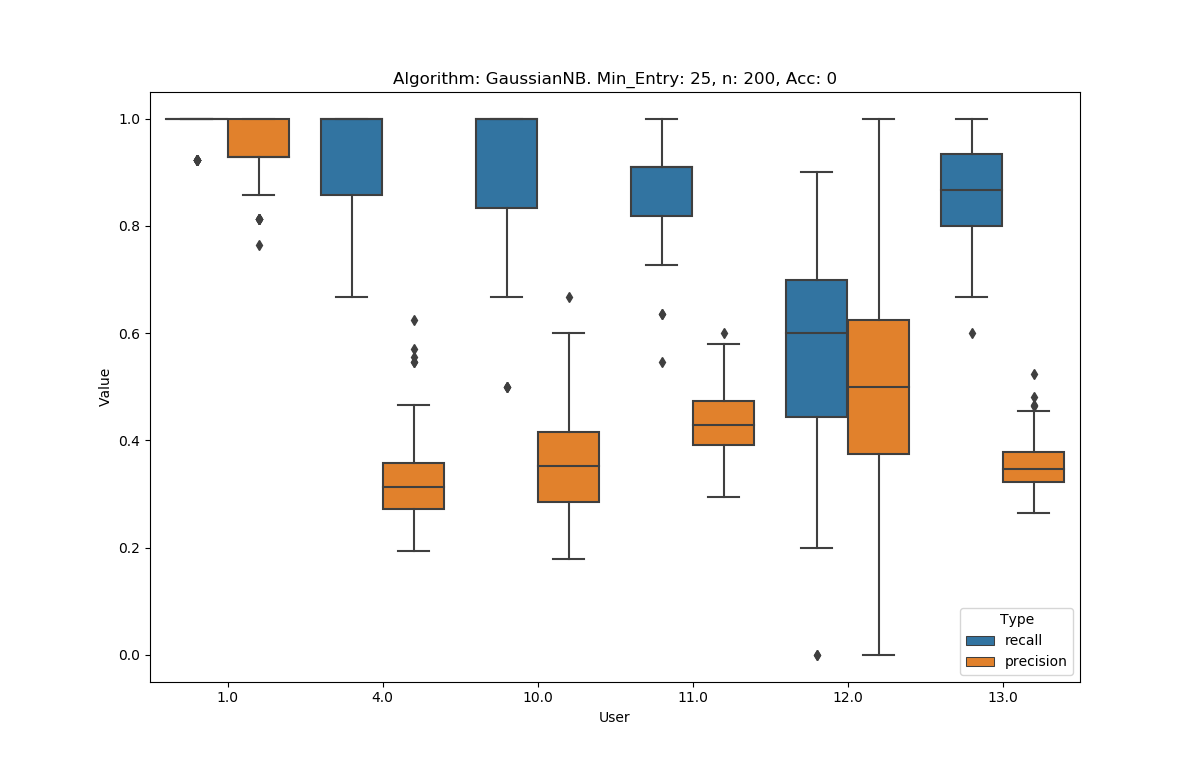 Algorithm: GaussianNB. Min_Entry: 25, n: 200, Acc: 0
1.0
0.8
0.6
0.4
0.2
0.0
Value
1.0 4.0 10.0 11.0 12.0 13.0
User
Type
recall
precision